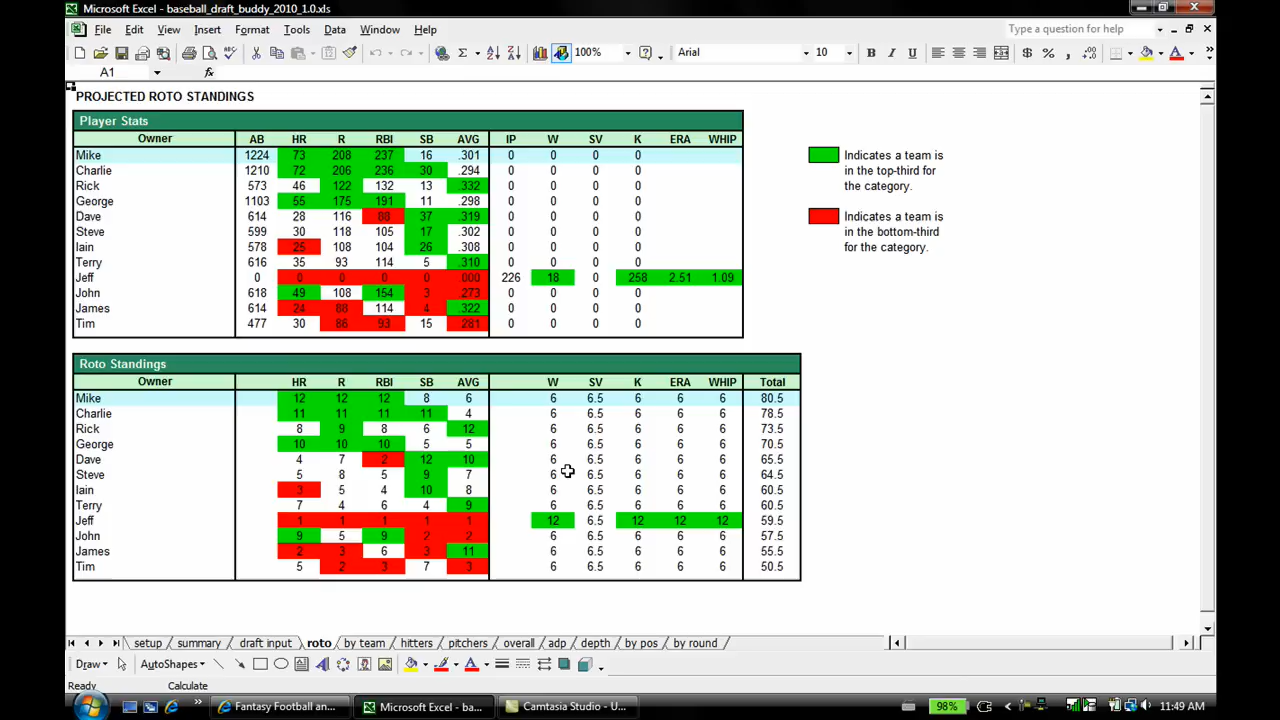 Microsoft Excel - baseball_draft_buddy_2010_1.0.xls
File Edit View Insert Format Tools Data Window Help Type a question for help
100% Arial 10
A1 fx
PROJECTED ROTO STANDINGS
Player Stats
Owner AB HR R RBI SB AVG IP W SV K ERA WHIP
Mike 1224 73 208 237 16 .301 0 0 0 0
Charlie 1210 72 206 236 30 .294 0 0 0 0
Rick 573 46 122 132 13 .332 0 0 0 0
George 1103 55 175 191 11 .298 0 0 0 0
Dave 614 28 116 88 37 .319 0 0 0 0
Steve 599 30 118 105 17 .302 0 0 0 0
Iain 578 25 108 104 26 .308 0 0 0 0
Terry 616 35 93 114 5 .310 0 0 0 0
Jeff 0 0 0 0 0 .000 226 18 0 258 2.51 1.09
John 618 49 108 154 3 .273 0 0 0 0
James 614 24 88 114 4 .322 0 0 0 0
Tim 477 30 86 93 15 .281 0 0 0 0
Indicates a team is
in the top-third for
the category.
Indicates a team is
in the bottom-third
for the category.
Roto Standings
Owner HR R RBI SB AVG W SV K ERA WHIP Total
Mike 12 12 12 8 6 6 6.5 6 6 6 80.5
Charlie 11 11 11 11 4 6 6.5 6 6 6 78.5
Rick 8 9 8 6 12 6 6.5 6 6 6 73.5
George 10 10 10 5 5 6 6.5 6 6 6 70.5
Dave 4 7 2 12 10 6 6.5 6 6 6 65.5
Steve 5 8 5 9 7 6 6.5 6 6 6 64.5
Iain 3 5 4 10 8 6 6.5 6 6 6 60.5
Terry 7 4 6 4 9 6 6.5 6 6 6 60.5
Jeff 1 1 1 1 1 12 6.5 12 12 12 59.5
John 9 5 9 2 2 6 6.5 6 6 6 57.5
James 2 3 6 3 11 6 6.5 6 6 6 55.5
Tim 5 2 3 7 3 6 6.5 6 6 6 50.5
setup summary draft input roto by team hitters pitchers overall adp depth by pos by round
Draw AutoShapes
Ready Calculate
Fantasy Football an... Microsoft Excel - ba... Camtasia Studio - U... 98% 11:49 AM